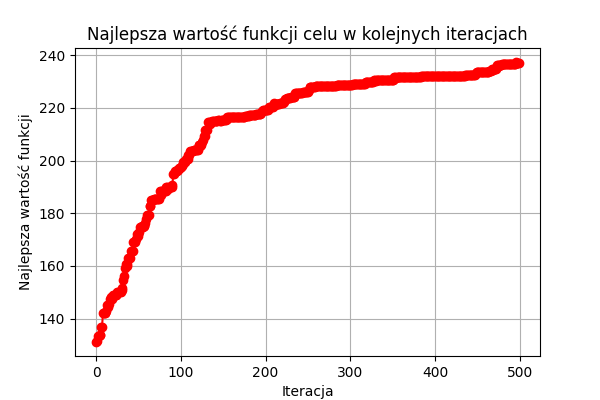 Najlepsza wartość funkcji celu w kolejnych iteracjach
Najlepsza wartość funkcji
240
220
200
180
160
140
0 100 200 300 400 500
Iteracja